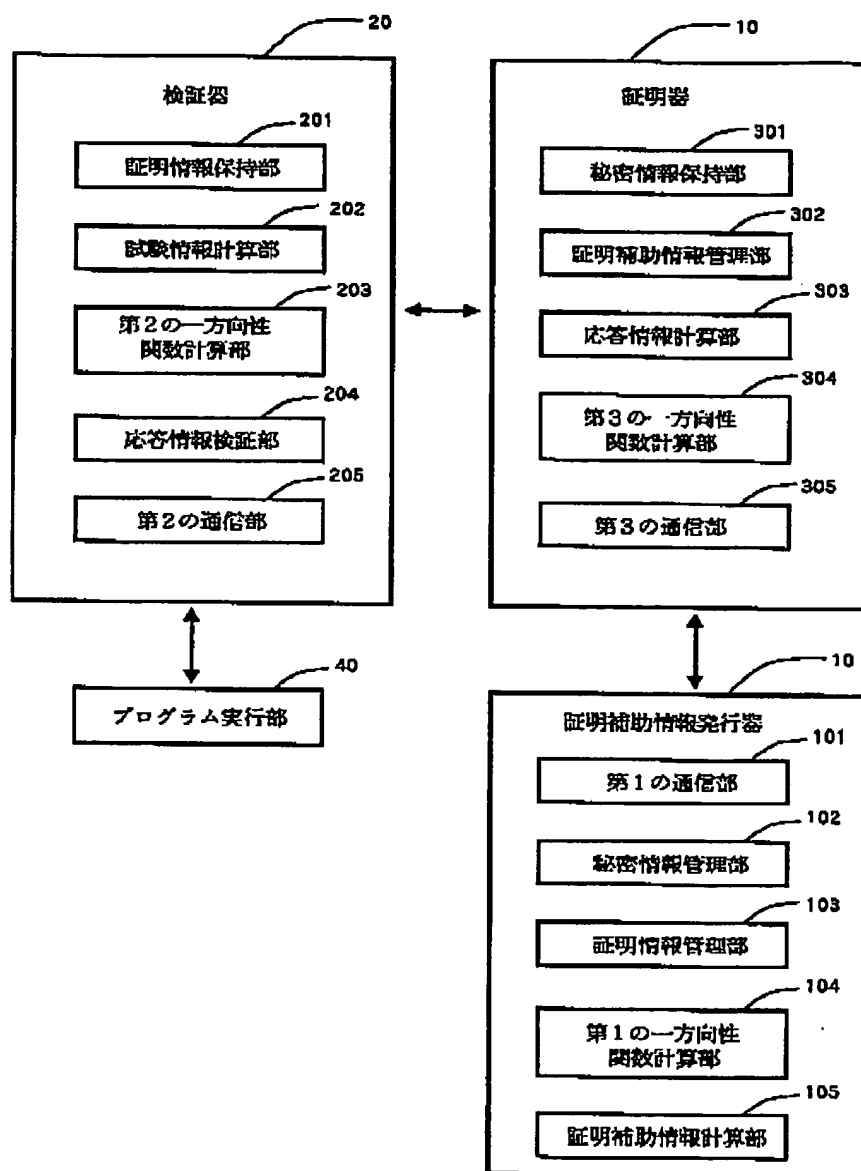 20
検証器
201
証明情報保持部
202
試験情報計算部
203
第2の一方向性
関数計算部
204
応答情報検証部
205
第2の通信部
40
プログラム実行部
10
証明器
301
秘密情報保持部
302
証明補助情報管理部
303
応答情報計算部
304
第3の一方向性
関数計算部
305
第3の通信部
10
証明補助情報発行器
101
第1の通信部
102
秘密情報管理部
103
証明情報管理部
104
第1の一方向性
関数計算部
105
証明補助情報計算部